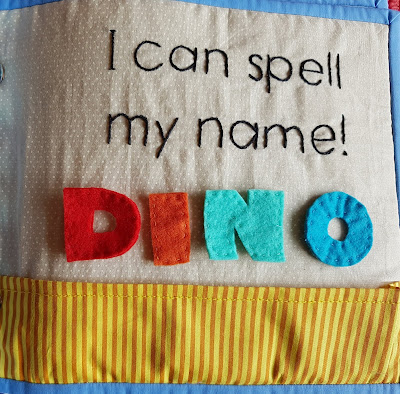 I can spell
my name!
DINO